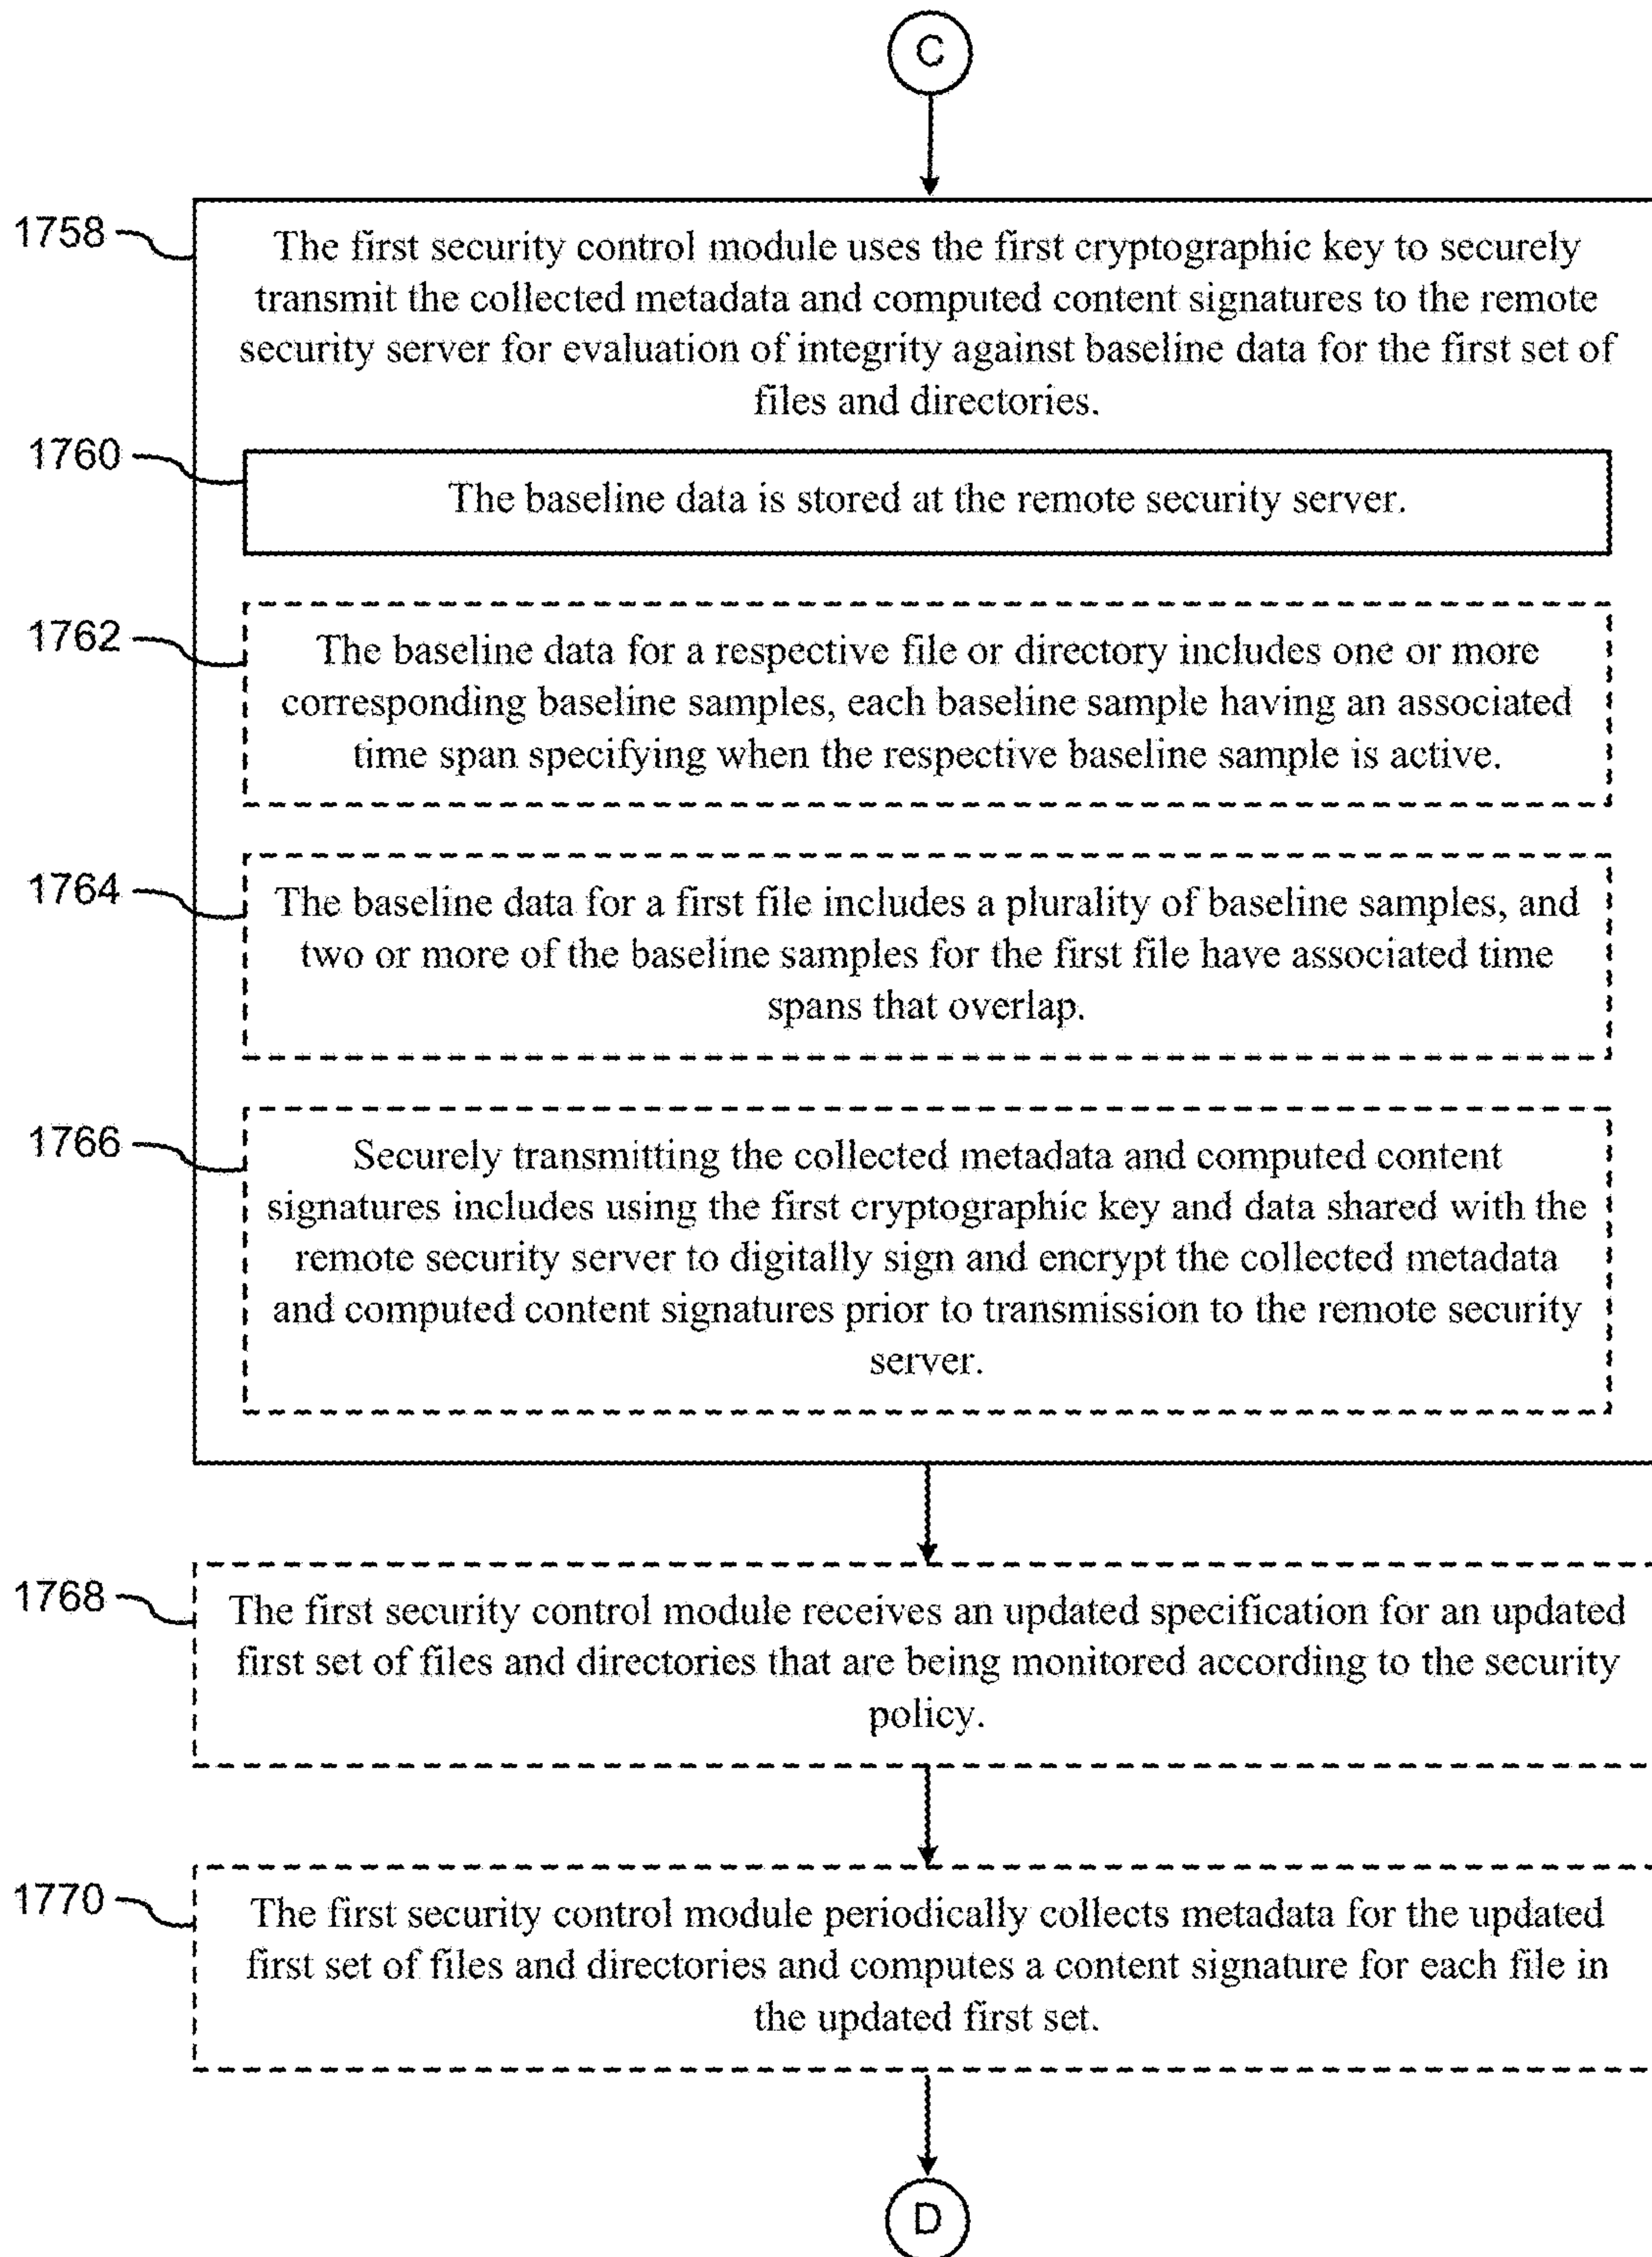 C
1758
The first security control module uses the first cryptographic key to securely
transmit the collected metadata and computed content signatures to the remote
security server for evaluation of integrity against baseline data for the first set of
files and directories.
1760
The baseline data is stored at the remote security server.
1762
The baseline data for a respective file or directory includes one or more
corresponding baseline samples, each baseline sample having an associated
time span specifying when the respective baseline sample is active.
1764
The baseline data for a first file includes a plurality of baseline samples, and
two or more of the baseline samples for the first file have associated time
spans that overlap.
1766
Securely transmitting the collected metadata and computed content
signatures includes using the first cryptographic key and data shared with the
remote security server to digitally sign and encrypt the collected metadata
and computed content signatures prior to transmission to the remote security
server.
1768
The first security control module receives an updated specification for an updated
first set of files and directories that are being monitored according to the security
policy.
1770
The first security control module periodically collects metadata for the updated
first set of files and directories and computes a content signature for each file in
the updated first set.
D